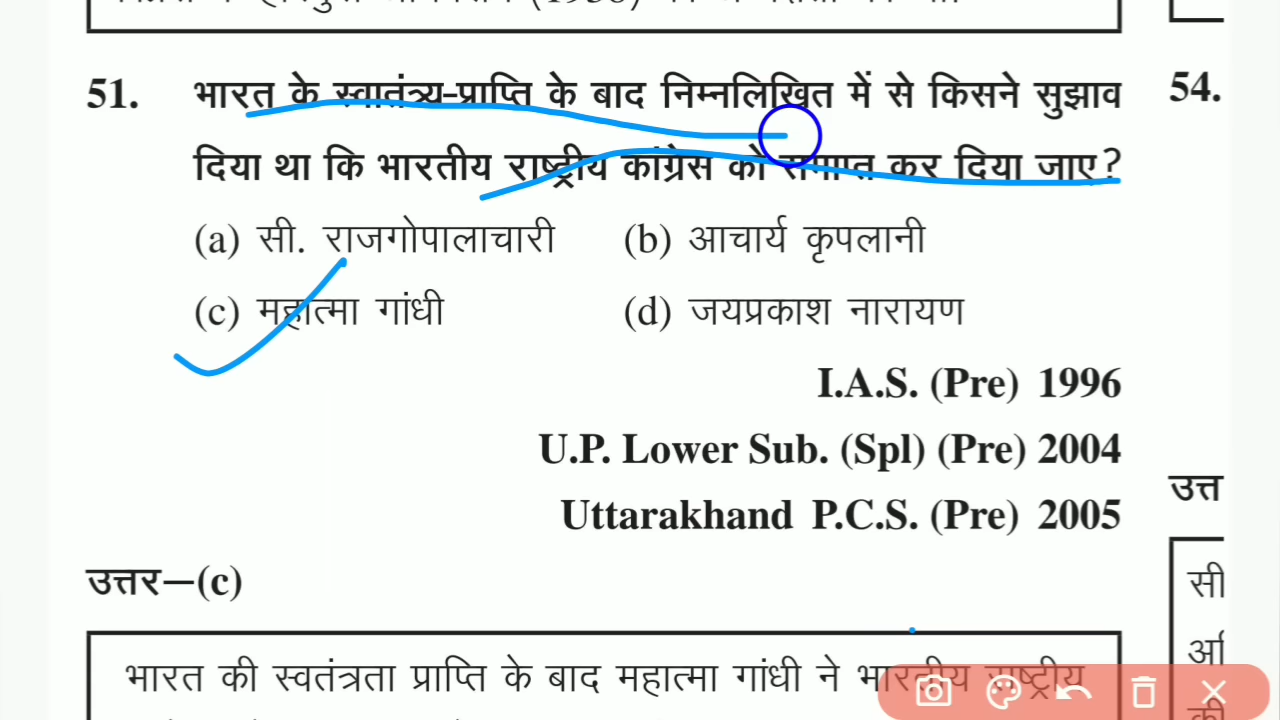 51. भारत के स्वातंत्र्य-प्राप्ति के बाद निम्नलिखित में से किसने सुझाव
दिया था कि भारतीय राष्ट्रीय कांग्रेस को समाप्त कर दिया जाए?
(a) सी. राजगोपालाचारी (b) आचार्य कृपलानी
(c) महात्मा गांधी (d) जयप्रकाश नारायण
I.A.S. (Pre) 1996
U.P. Lower Sub. (Spl) (Pre) 2004
Uttarakhand P.C.S. (Pre) 2005
उत्तर–(c)
भारत की स्वतंत्रता प्राप्ति के बाद महात्मा गांधी ने भारतीय राष्ट्रीय
54.